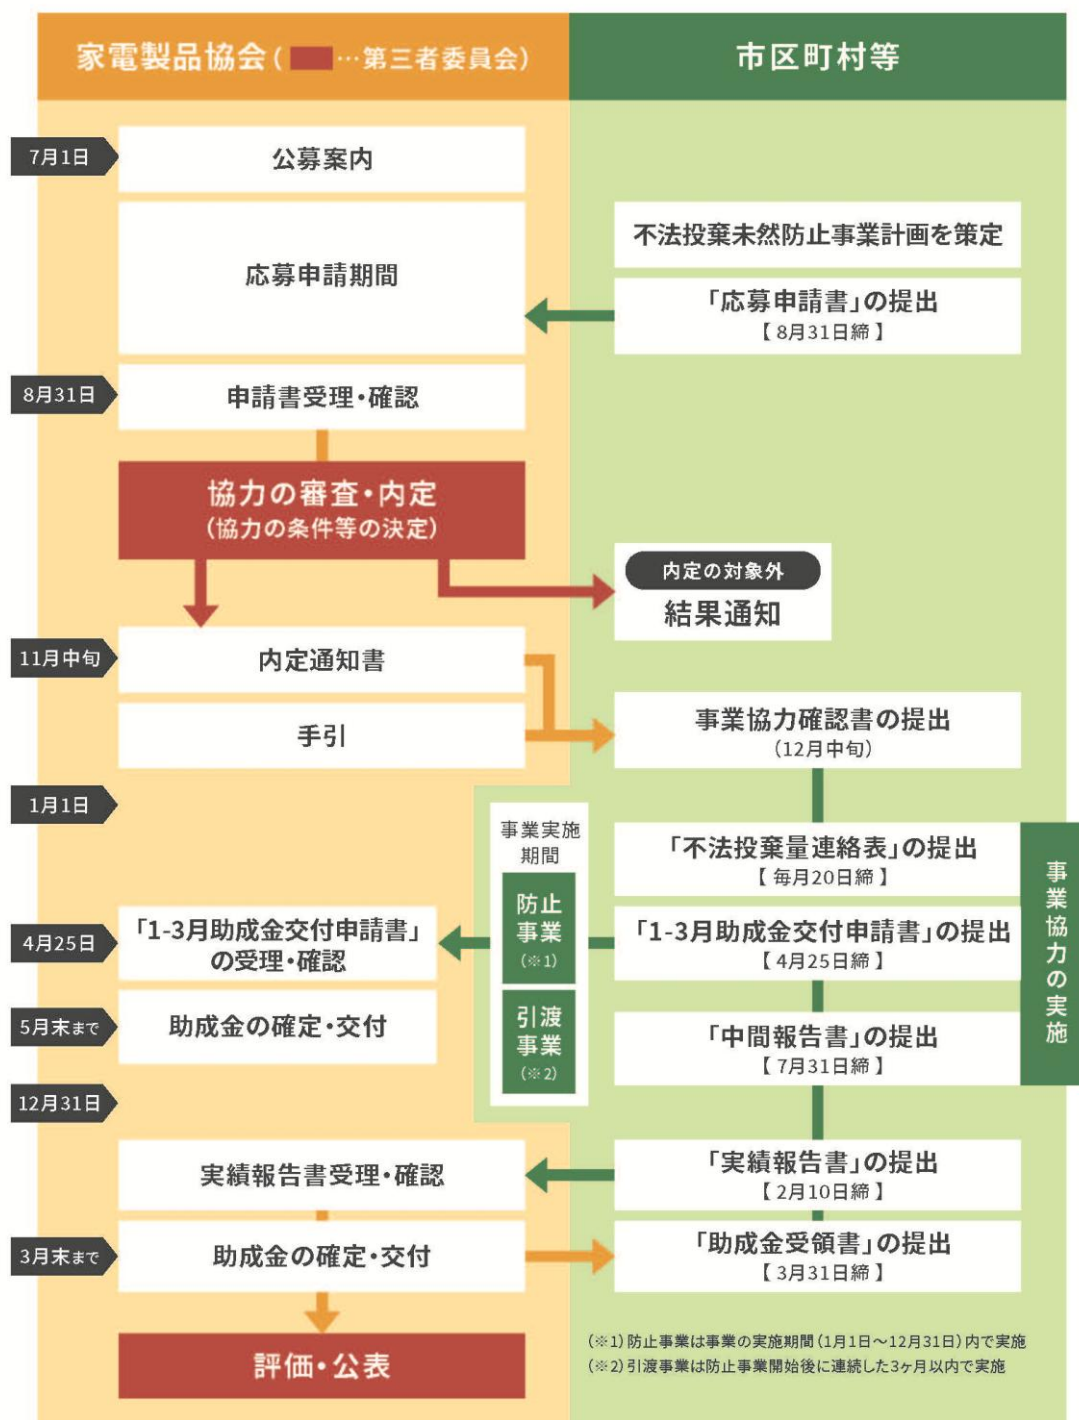 家電製品協会(…第三者委員会)
市区町村等
7月1日
公募案内
応募申請期間
不法投棄未然防止事業計画を策定
「応募申請書」の提出
【 8月31日締 】
8月31日
申請書受理・確認
協力の審査・内定
(協力の条件等の決定)
内定の対象外
結果通知
11月中旬
内定通知書
手引
事業協力確認書の提出
(12月中旬)
1月1日
事業実施
期間
防止
事業
(※1)
引渡
事業
(※2)
「不法投棄量連絡表」の提出
【 毎月20日締 】
事業協力の実施
4月25日
「1-3月助成金交付申請書」
の受理・確認
「1-3月助成金交付申請書」の提出
【 4月25日締 】
5月末まで
助成金の確定・交付
「中間報告書」の提出
【 7月31日締 】
12月31日
実績報告書受理・確認
「実績報告書」の提出
【 2月10日締 】
3月末まで
助成金の確定・交付
「助成金受領書」の提出
【 3月31日締 】
評価・公表
(※1)防止事業は事業の実施期間(1月1日〜12月31日)内で実施
(※2)引渡事業は防止事業開始後に連続した3ヶ月以内で実施